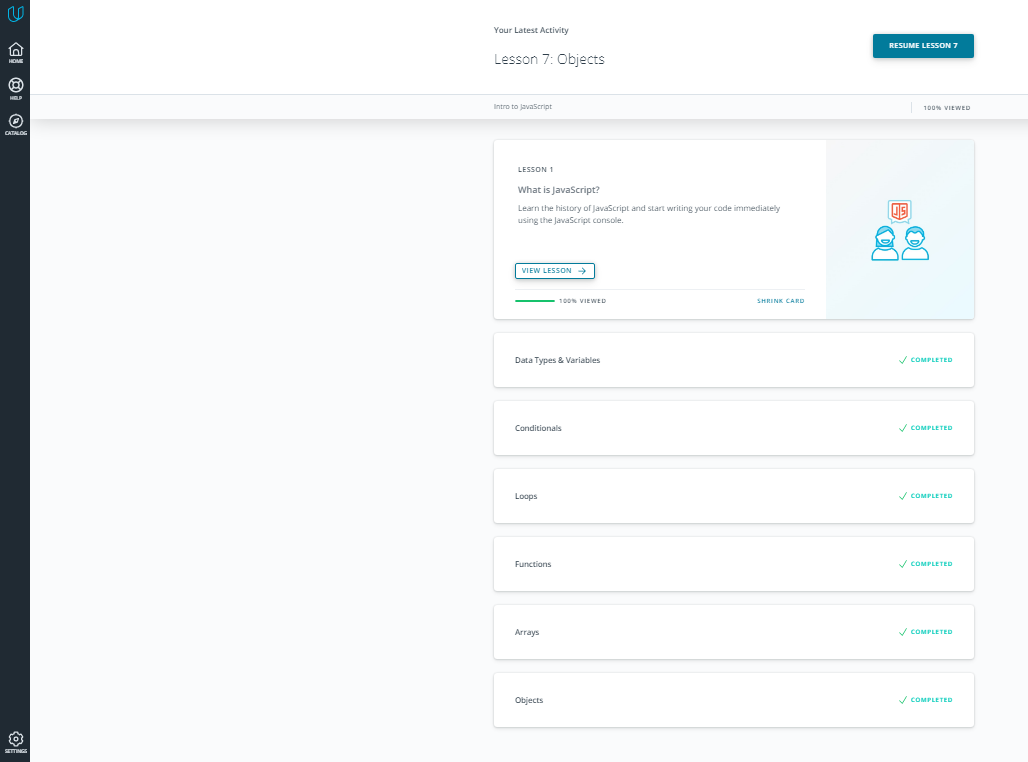 HOME
HELP
CATALOG
SETTINGS
Your Latest Activity
Lesson 7: Objects
RESUME LESSON 7
Intro to JavaScript
100% VIEWED
LESSON 1
What is JavaScript?
Learn the history of JavaScript and start writing your code immediately
using the JavaScript console.
JS
VIEW LESSON
100% VIEWED
SHRINK CARD
Data Types & Variables
COMPLETED
Conditionals
COMPLETED
Loops
COMPLETED
Functions
COMPLETED
Arrays
COMPLETED
Objects
COMPLETED